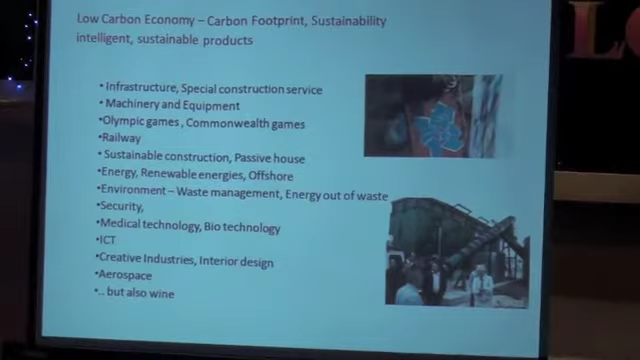 Low Carbon Economy – Carbon Footprint, Sustainability
intelligent, sustainable products
• Infrastructure, Special construction service
• Machinery and Equipment
•Olympic games , Commonwealth games
•Railway
• Sustainable construction, Passive house
•Energy, Renewable energies, Offshore
•Environment – Waste management, Energy out of waste
•Security,
•Medical technology, Bio technology
•ICT
•Creative Industries, Interior design
•Aerospace
•.. but also wine
L